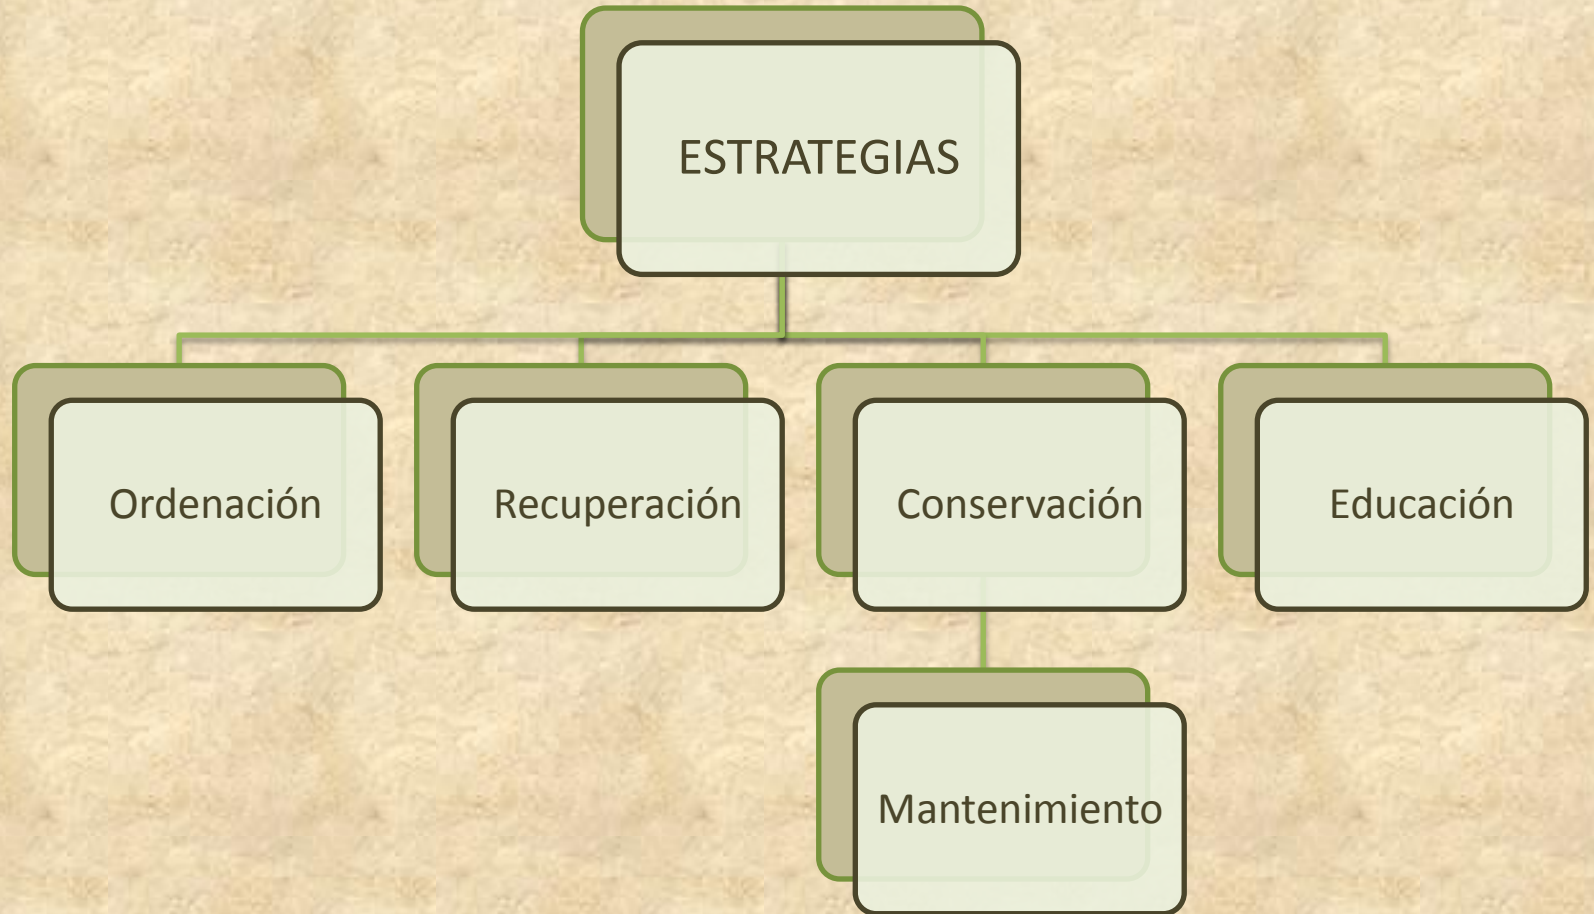 ESTRATEGIAS
Ordenación
Recuperación
Conservación
Educación
Mantenimiento